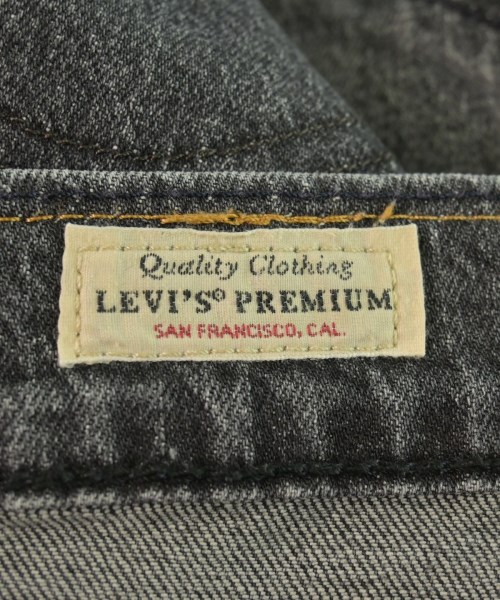 Quality Clothing
LEVI'S® PREMIUM
SAN FRANCISCO, CAL.